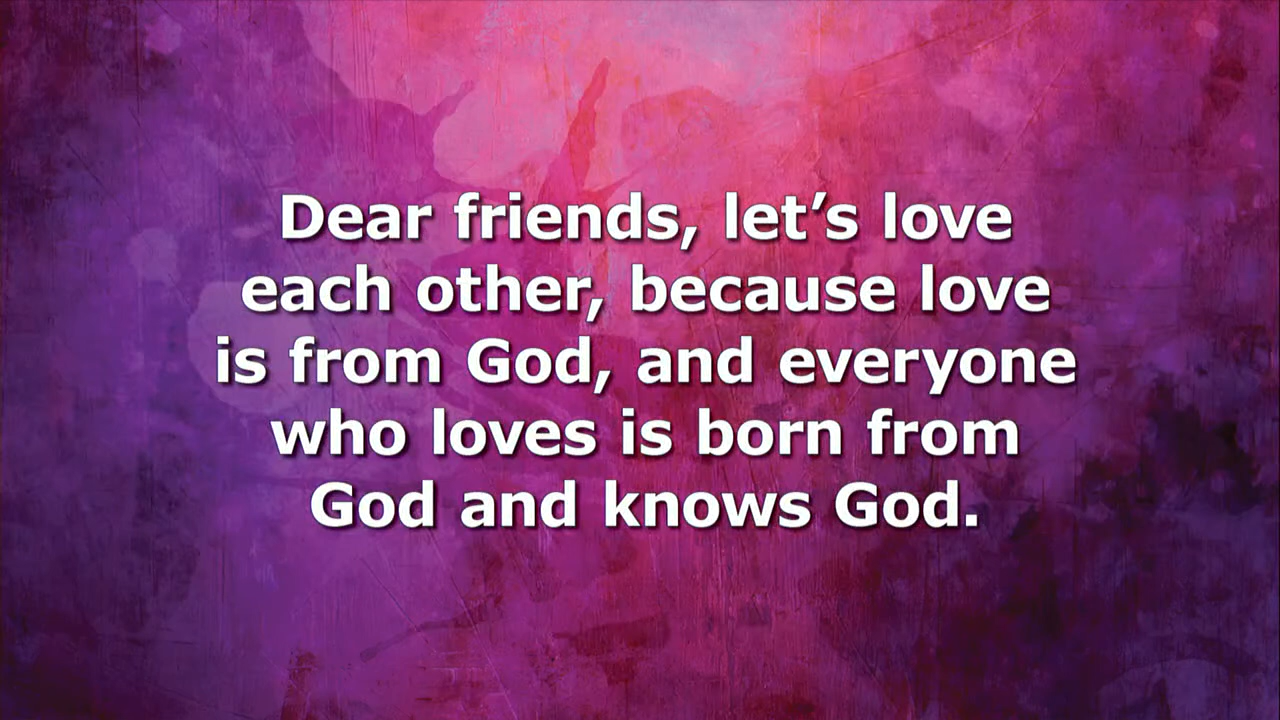 Dear friends, let’s love
each other, because love
is from God, and everyone
who loves is born from
God and knows God.